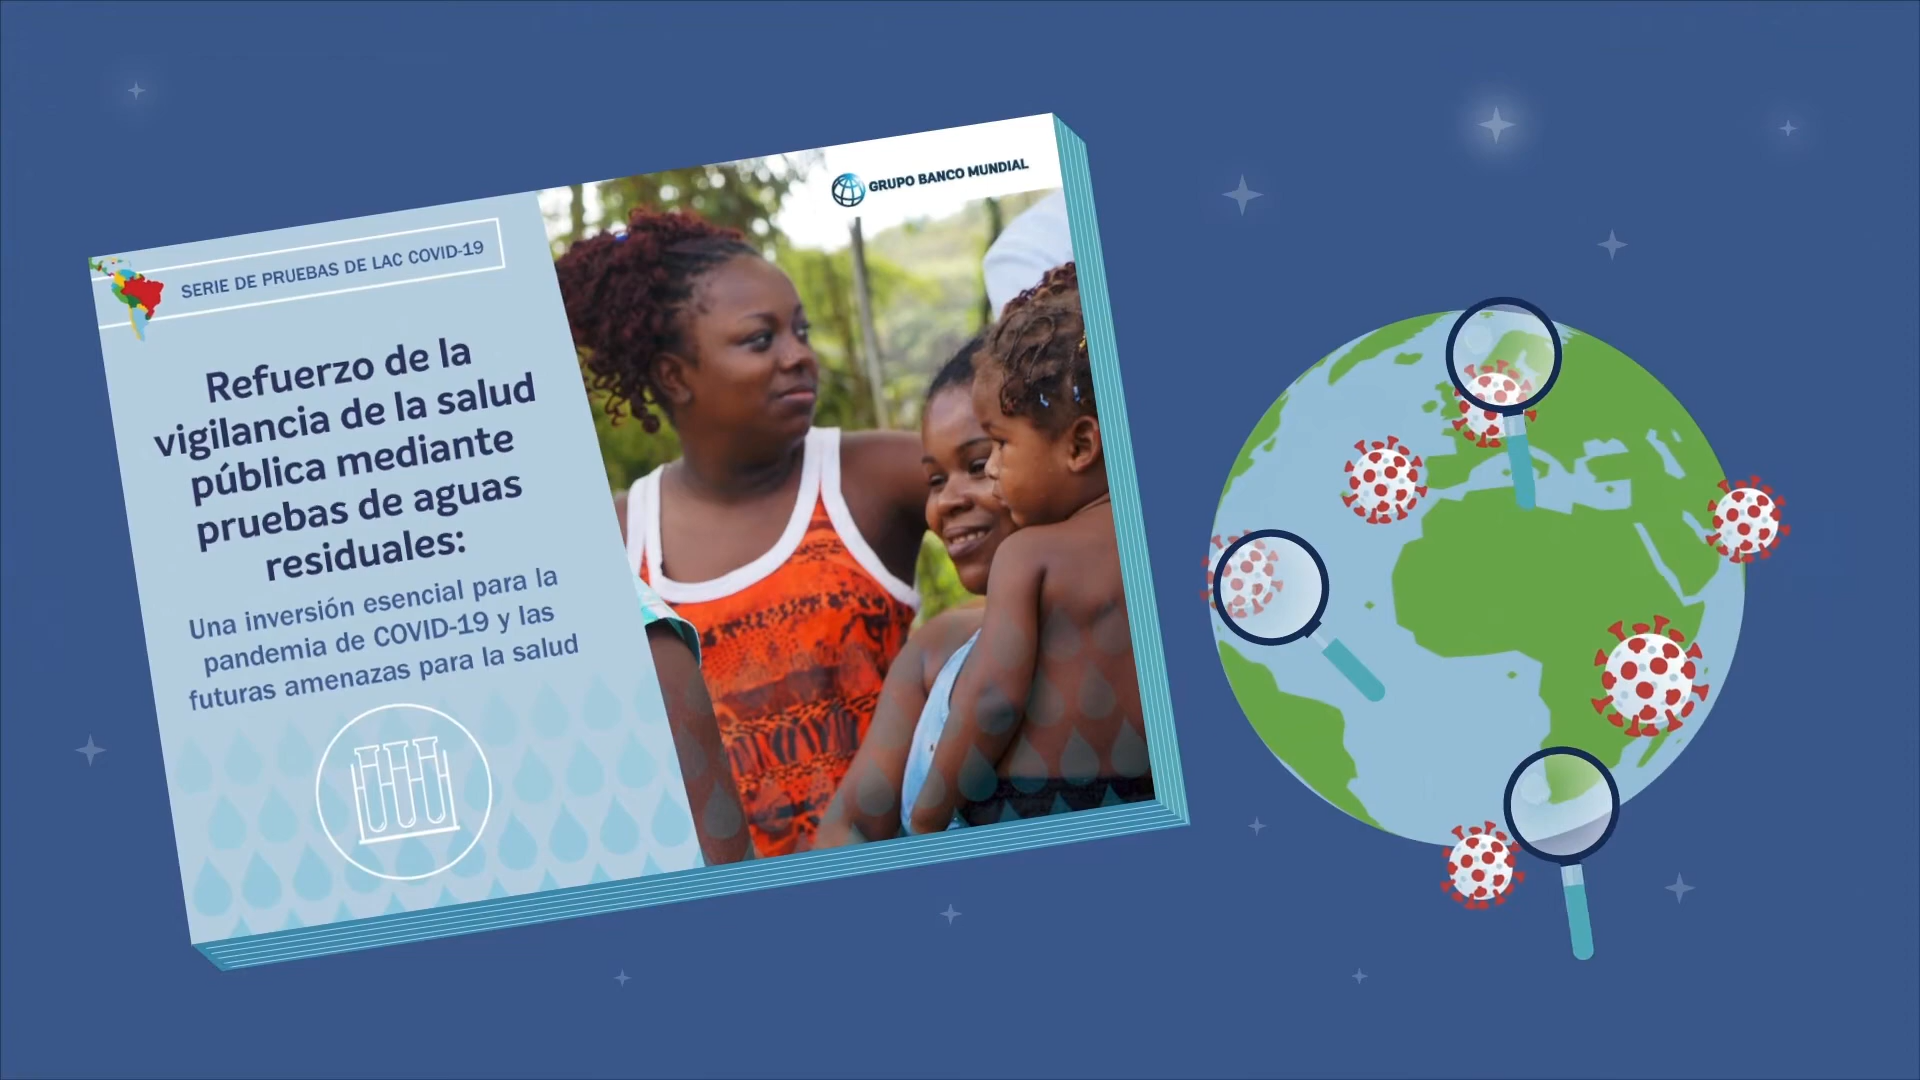 GRUPO BANCO MUNDIAL
SERIE DE PRUEBAS DE LAC COVID-19
Refuerzo de la
vigilancia de la salud
pública mediante
pruebas de aguas
residuales:
Una inversión esencial para la
pandemia de COVID-19 y las
futuras amenazas para la salud